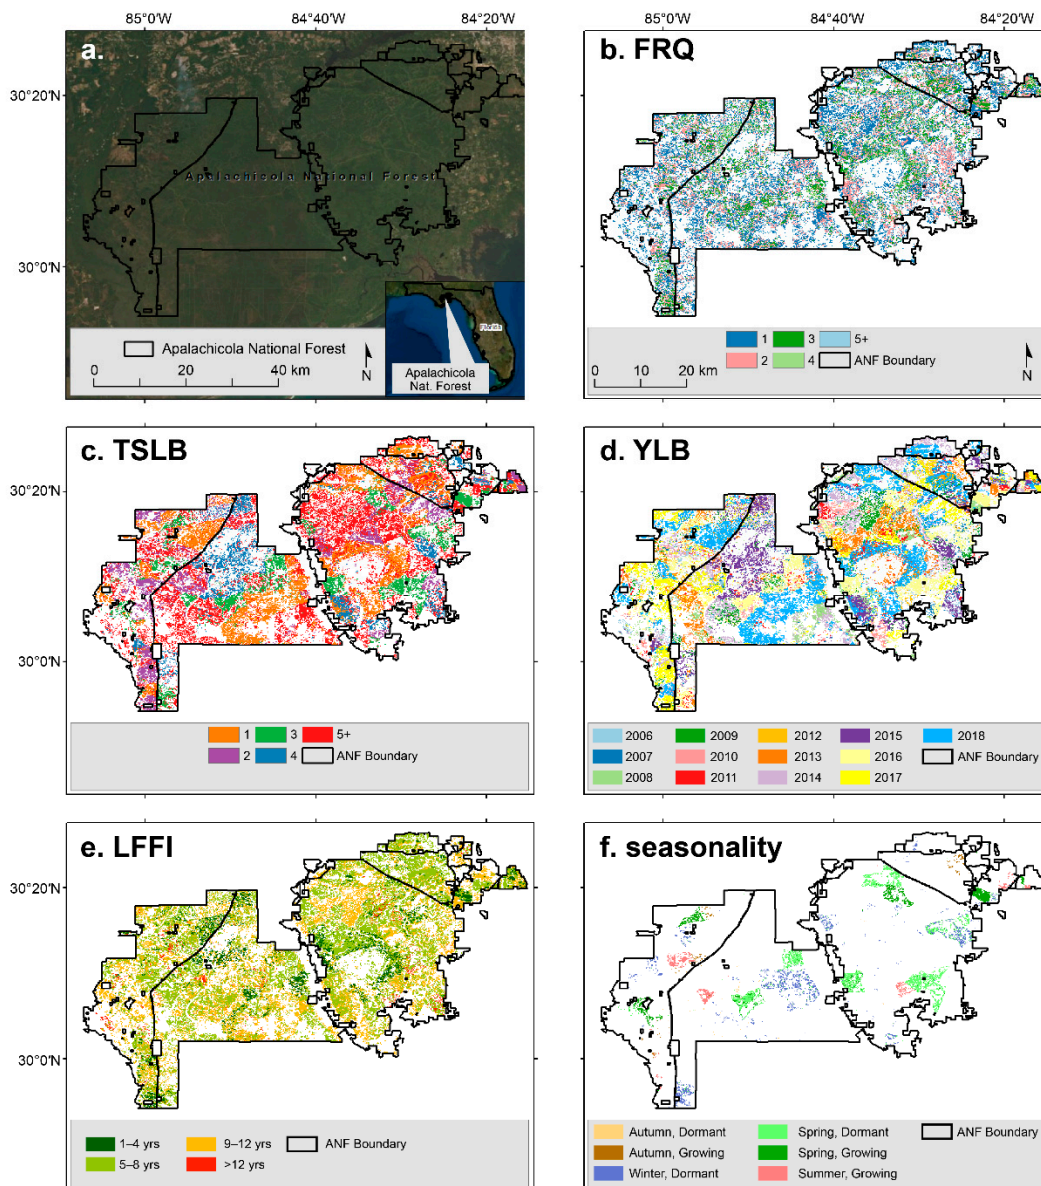 85°0'W
84°40'W
84°20'W
85°0'W
84°40'W
84°20'W
a.
b. FRQ
30°20'N
Apalachicola National Forest
30°0'N
Florida
Apalachicola National Forest
0
20
40 km
N
Apalachicola
Nat. Forest
1
3
5+
2
4
ANF Boundary
0
10
20 km
N
c. TSLB
d. YLB
30°20'N
30°0'N
1
3
5+
2
4
ANF Boundary
2006
2009
2012
2015
2018
2007
2010
2013
2016
ANF Boundary
2008
2011
2014
2017
e. LFFI
f. seasonality
30°20'N
30°0'N
1–4 yrs
9–12 yrs
ANF Boundary
5–8 yrs
>12 yrs
Autumn, Dormant
Spring, Dormant
ANF Boundary
Autumn, Growing
Spring, Growing
Winter, Dormant
Summer, Growing